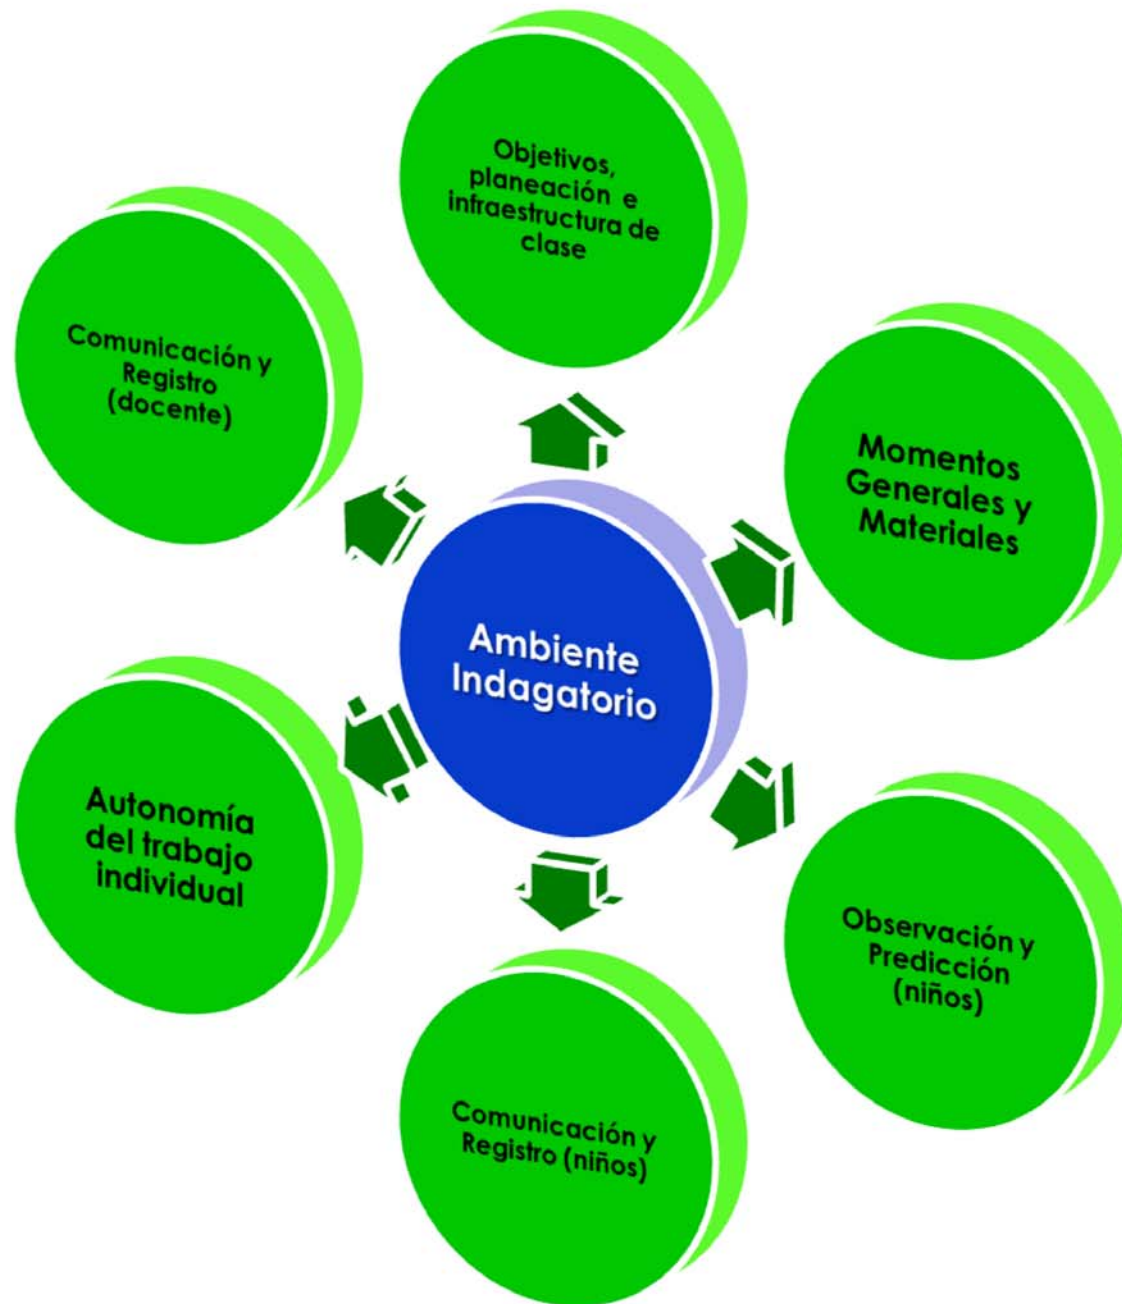 Objetivos,
planeación e
infraestructura de
clase
Comunicación y
Registro
(docente)
Momentos
Generales y
Materiales
Ambiente
Indagatorio
Autonomía
del trabajo
individual
Observación y
Predicción
(niños)
Comunicación y
Registro (niños)